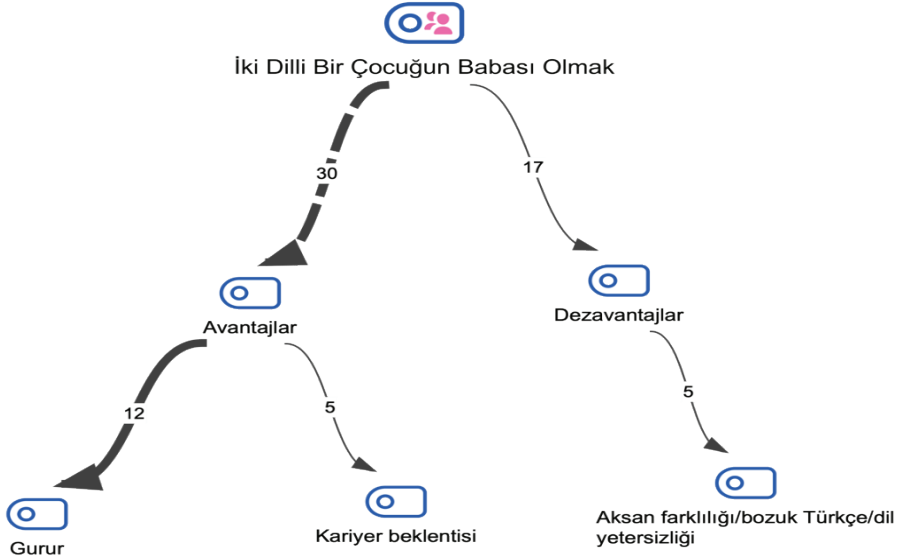 İki Dilli Bir Çocuğun Babası Olmak
30
17
Avantajlar
Dezavantajlar
12
5
5
Gurur
Kariyer beklentisi
Aksan farklılığı/bozuk Türkçe/dil
yetersizliği